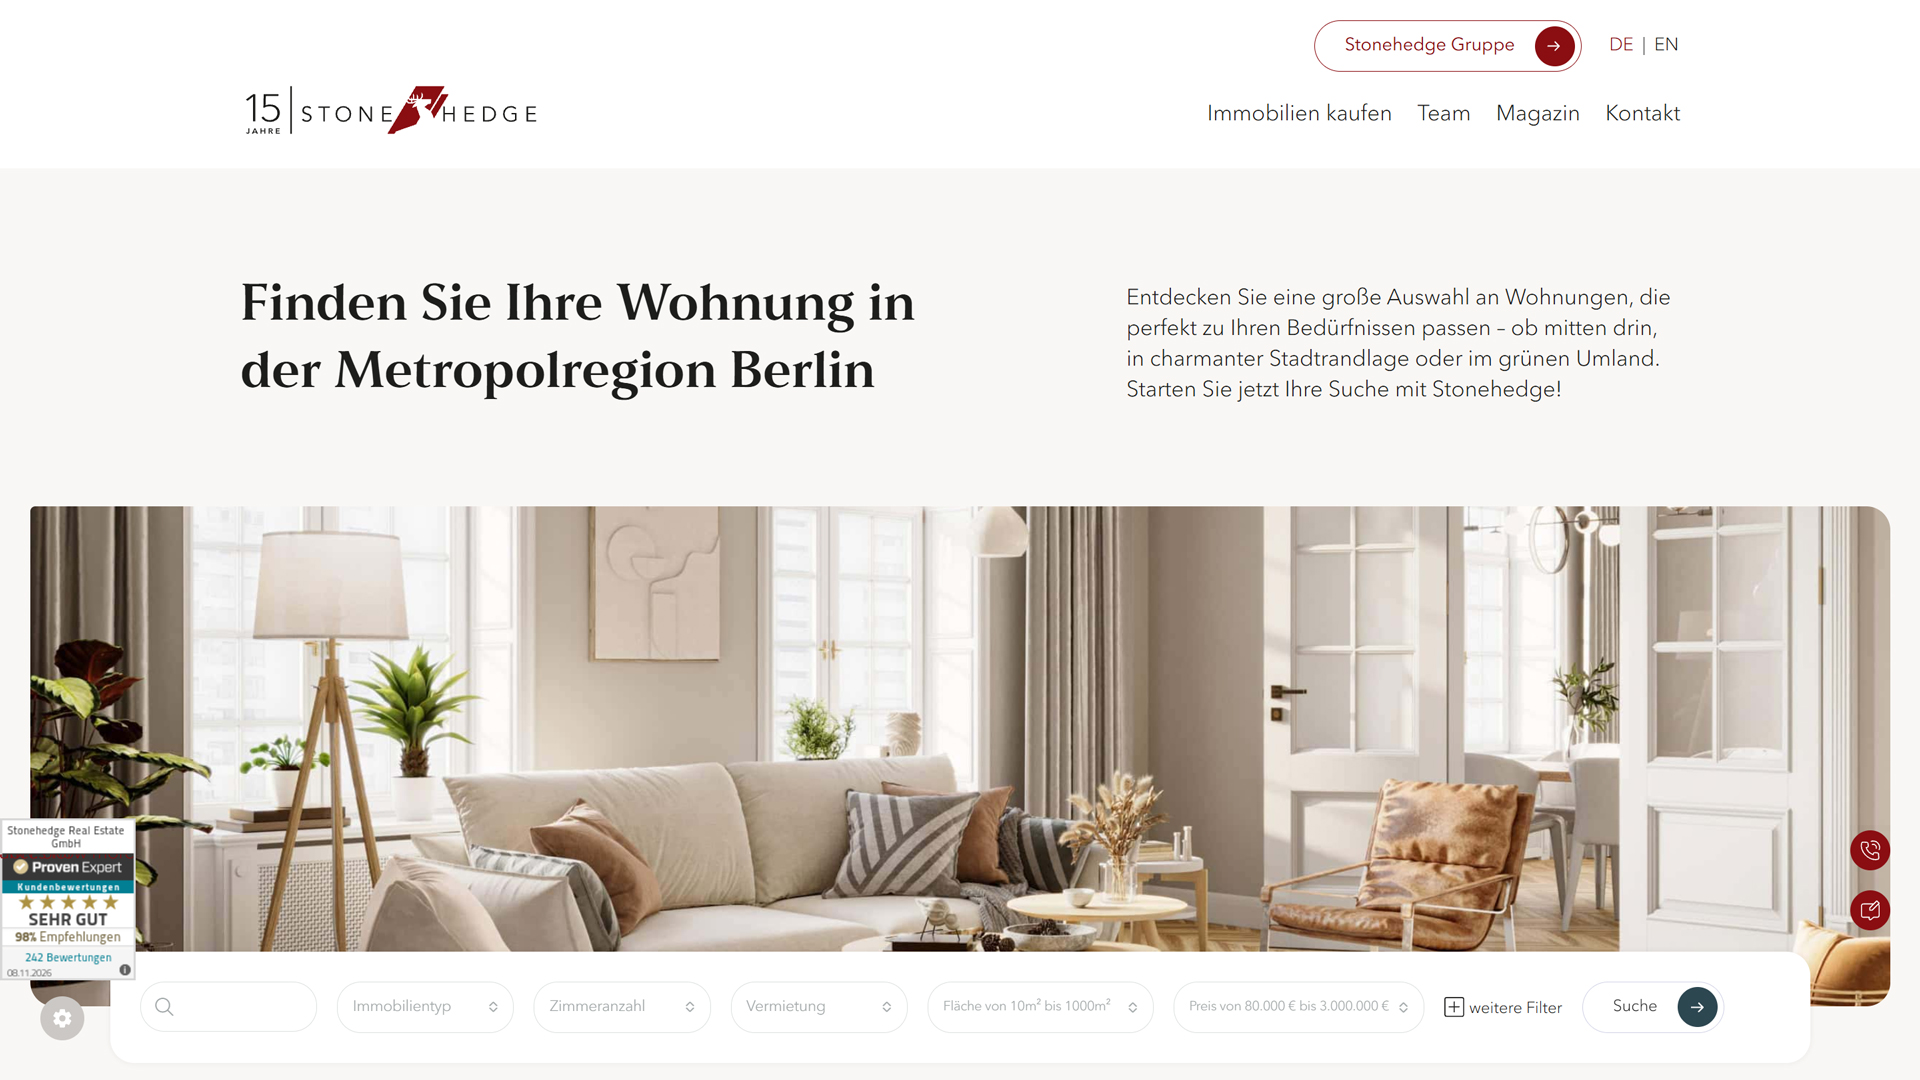 Stonehedge Gruppe
DE | EN
15
JAHRE
STONEHEDGE
Immobilien kaufen
Team
Magazin
Kontakt
Finden Sie Ihre Wohnung in
der Metropolregion Berlin
Entdecken Sie eine große Auswahl an Wohnungen, die
perfekt zu Ihren Bedürfnissen passen – ob mitten drin,
in charmanter Stadtrandlage oder im grünen Umland.
Starten Sie jetzt Ihre Suche mit Stonehedge!
Stonehedge Real Estate
GmbH
Proven Expert
Kundenbewertungen
SEHR GUT
98% Empfehlungen
242 Bewertungen
08.11.2026
Immobilientyp
Zimmeranzahl
Vermietung
Fläche von 10m² bis 1000m²
Preis von 80.000 € bis 3.000.000 €
weitere Filter
Suche